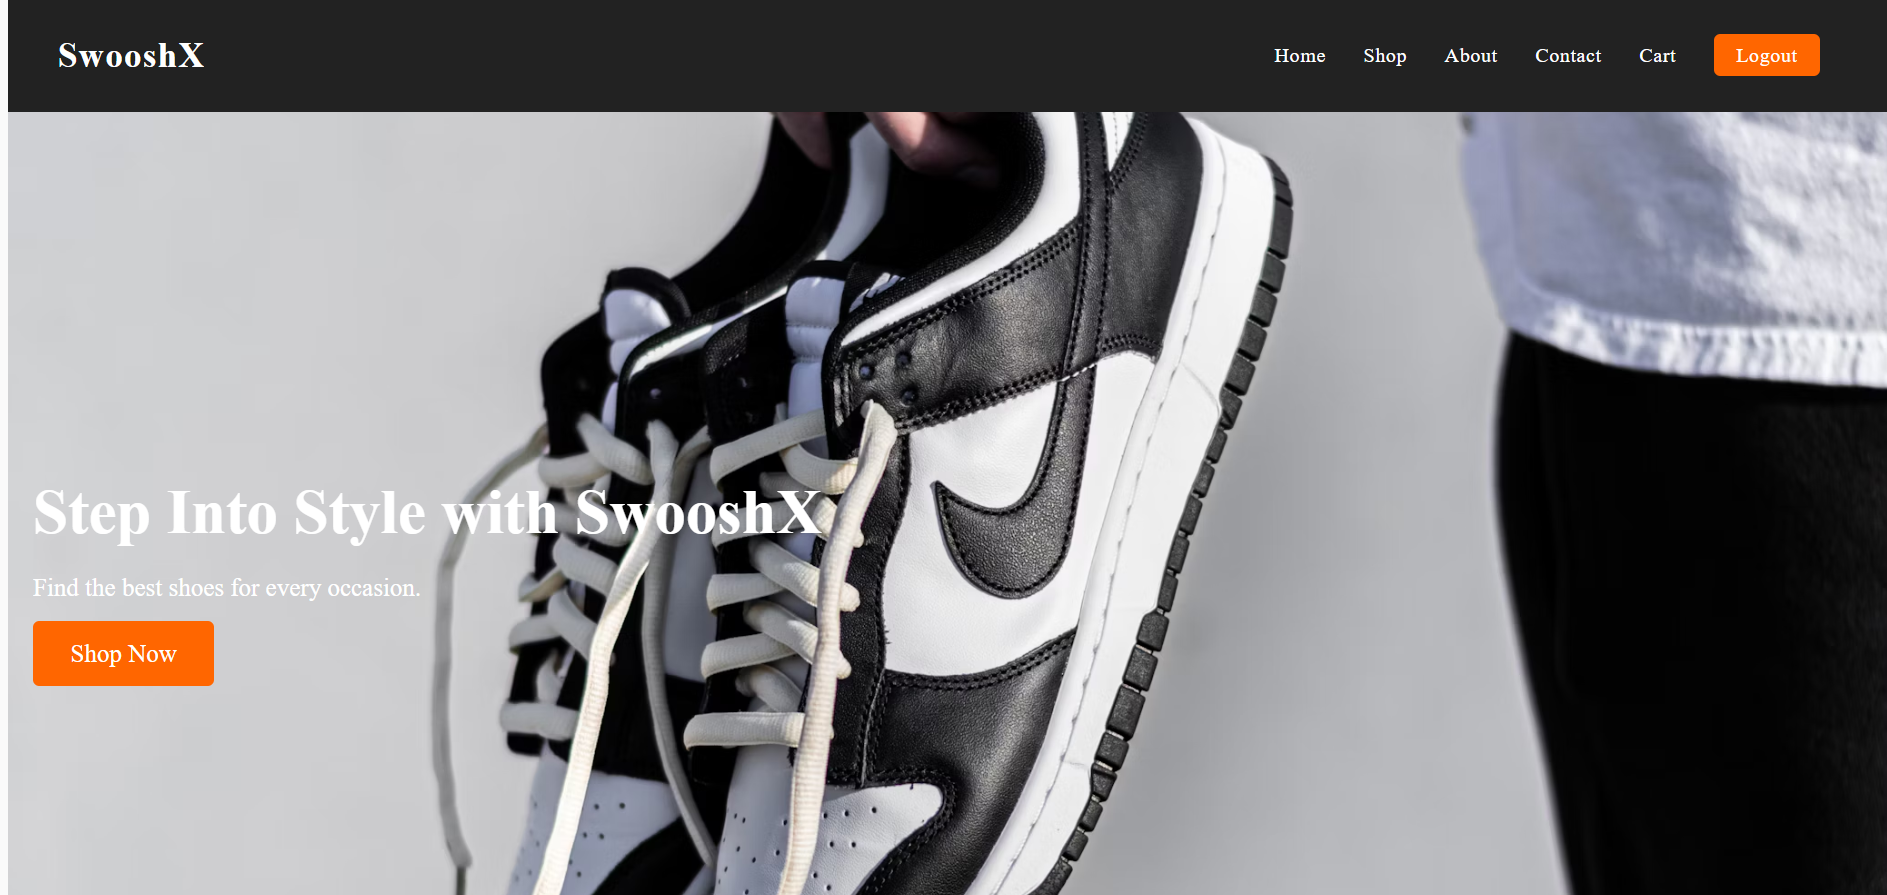 SwooshX
Home Shop About Contact Cart Logout
Step Into Style with SwooshX
Find the best shoes for every occasion.
Shop Now